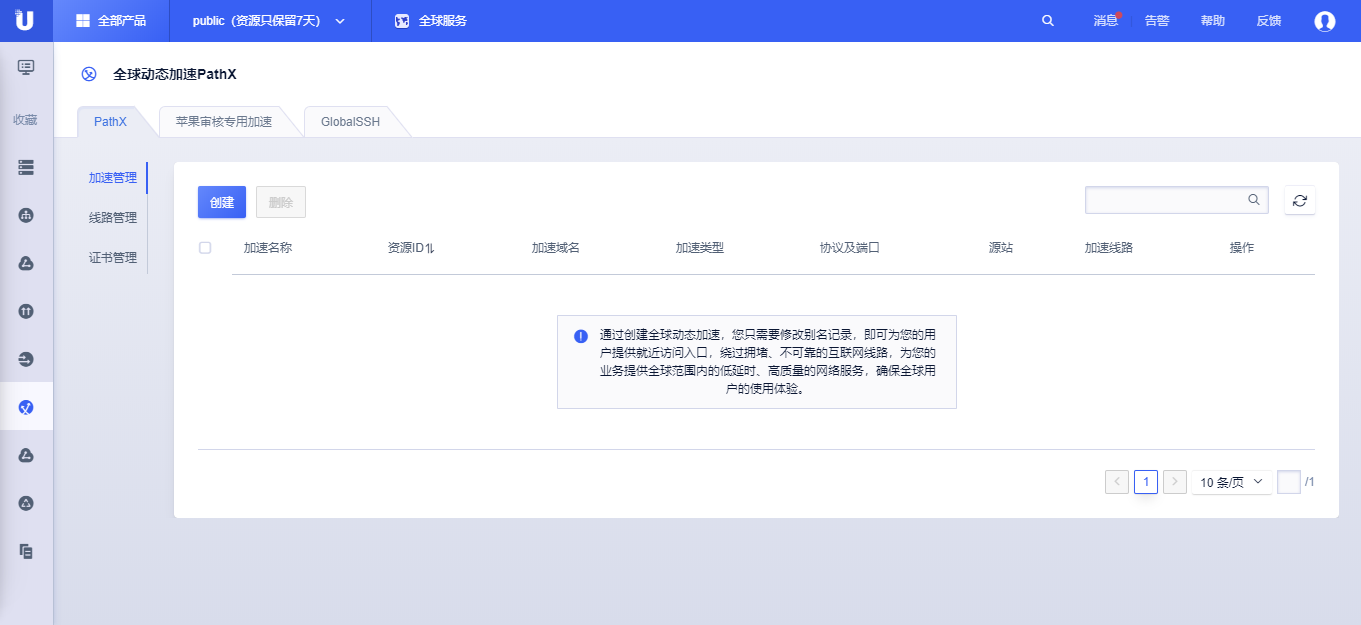 U 全部产品 public（资源只保留7天） 全球服务 消息 告警 帮助 反馈
全球动态加速PathX
PathX 苹果审核专用加速 GlobalSSH
收藏
加速管理
线路管理
证书管理
创建 删除
加速名称 资源ID 加速域名 加速类型 协议及端口 源站 加速线路 操作
通过创建全球动态加速，您只需要修改别名记录，即可为您的用
户提供就近访问入口，绕过拥堵、不可靠的互联网线路，为您的
业务提供全球范围内的低延时、高质量的网络服务，确保全球用
户的使用体验。
1 10 条/页 /1